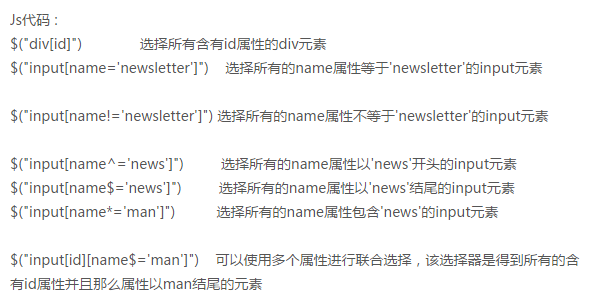 Js代码：
$("div[id]") 选择所有含有id属性的div元素
$("input[name='newsletter']") 选择所有的name属性等于'newsletter'的input元素
$("input[name!='newsletter']") 选择所有的name属性不等于'newsletter'的input元素
$("input[name^='news']") 选择所有的name属性以'news'开头的input元素
$("input[name$='news']") 选择所有的name属性以'news'结尾的input元素
$("input[name*='man']") 选择所有的name属性包含'news'的input元素
$("input[id][name$='man']") 可以使用多个属性进行联合选择，该选择器是得到所有的含
有id属性并且那么属性以man结尾的元素